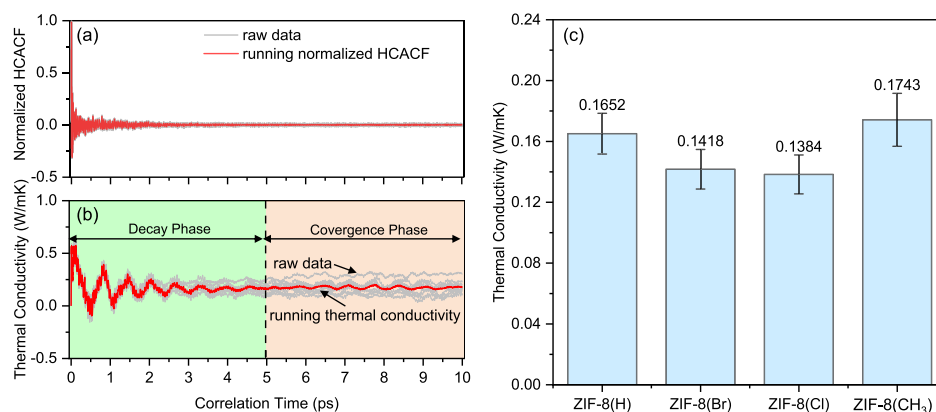 (a)
raw data
running normalized HCACF
Normalized HCACF
1.0
0.5
0.0
-0.5
(b)
Decay Phase
Covergence Phase
raw data
running thermal conductivity
Thermal Conductivity (W/mK)
1.0
0.5
0.0
-0.5
0 1 2 3 4 5 6 7 8 9 10
Correlation Time (ps)
(c)
Thermal Conductivity (W/mK)
0.24
0.20
0.16
0.12
0.08
0.04
0.00
0.1652
0.1418
0.1384
0.1743
ZIF-8(H) ZIF-8(Br) ZIF-8(Cl) ZIF-8(CH₃)